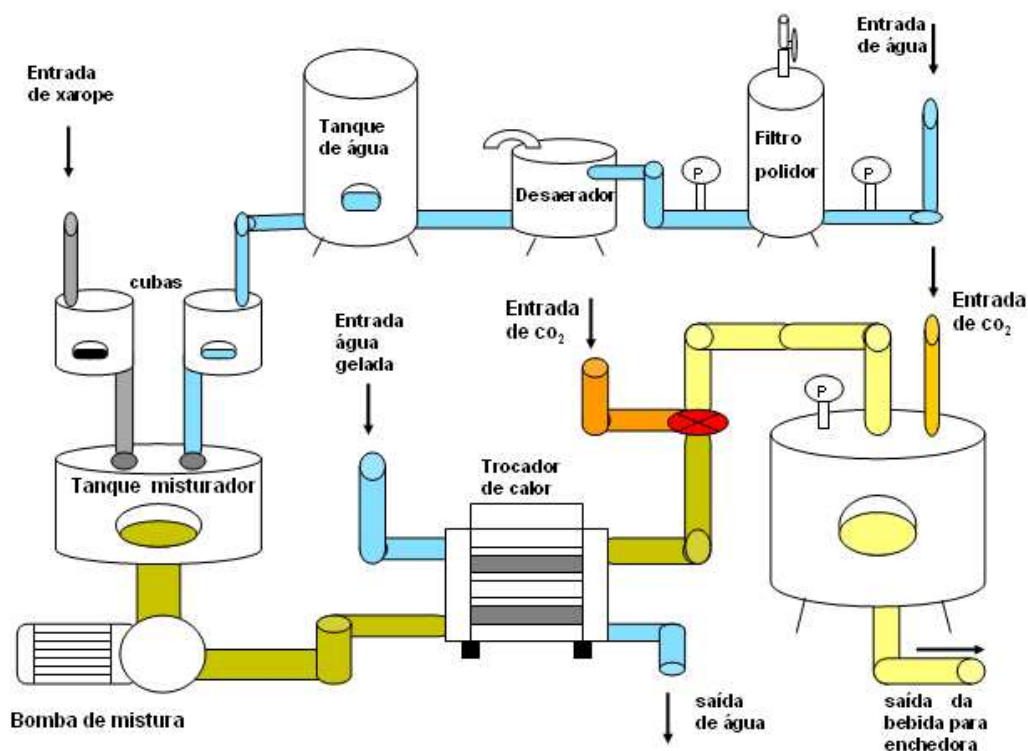 Entrada
de xarope
Tanque
de água
Desaerador
P
Filtro
polidor
P
Entrada
de água
cubas
Entrada
água
gelada
Entrada
de co₂
Entrada
de co₂
P
Tanque misturador
Trocador
de calor
Bomba de mistura
saída
de água
saída da
bebida para
enchedora